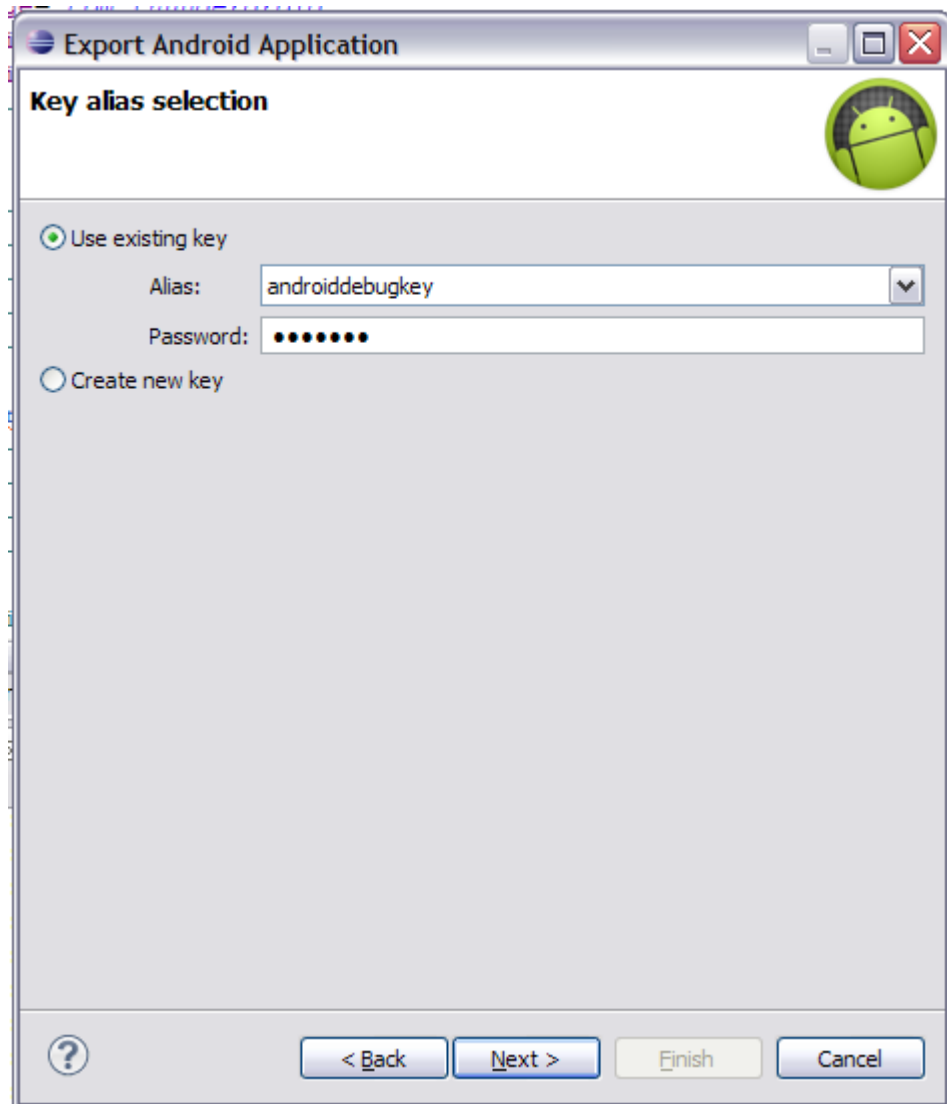 Export Android Application
Key alias selection
Use existing key
Alias: androiddebugkey
Password: •••••••
Create new key
?
< Back Next > Finish Cancel